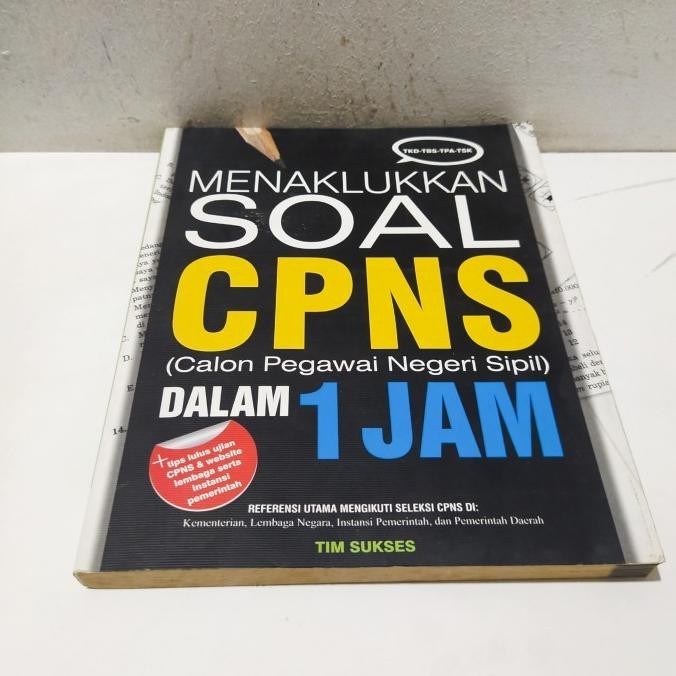 TKD-TBS-TPA-TSK
MENAKLUKKAN
SOAL
CPNS
(Calon Pegawai Negeri Sipil)
DALAM 1 JAM
+ tips lulus ujian
CPNS & website
lembaga serta
instansi
pemerintah
REFERENSI UTAMA MENGIKUTI SELEKSI CPNS DI:
Kementerian, Lembaga Negara, Instansi Pemerintah, dan Pemerintah Daerah
TIM SUKSES
C.
D.
14.